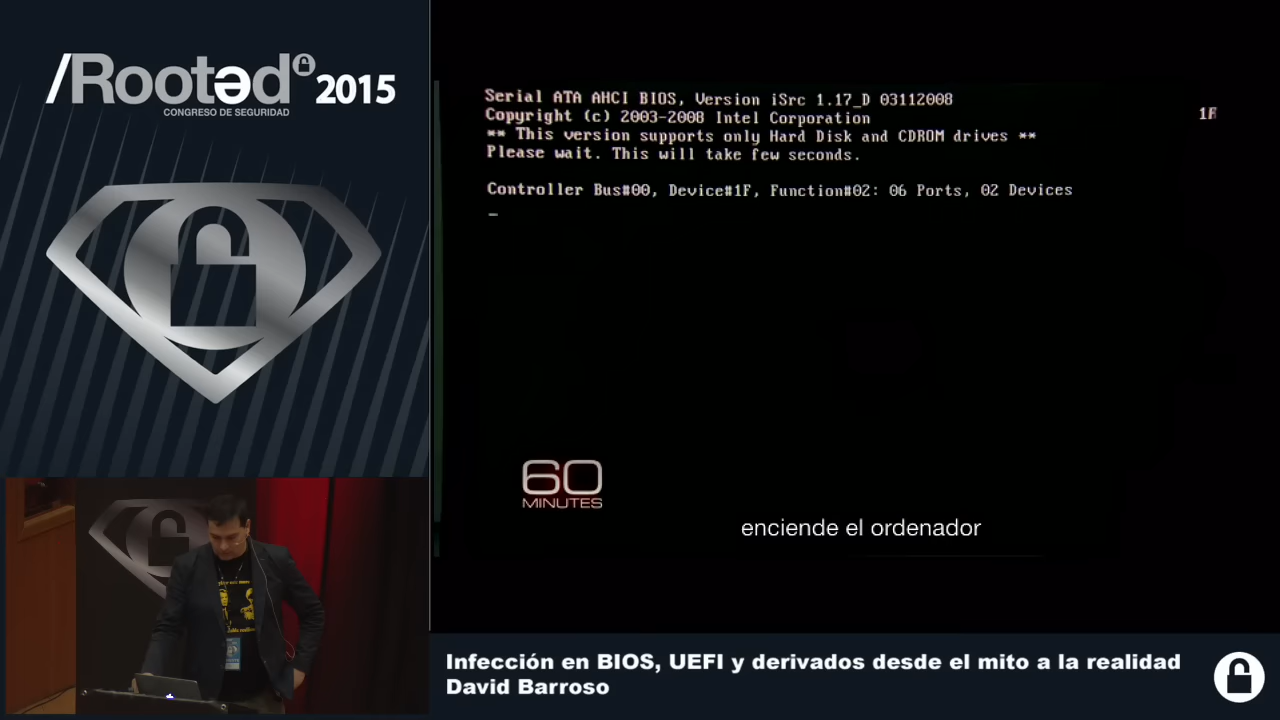 /Rooted 2015
CONGRESO DE SEGURIDAD
Serial ATA AHCI BIOS, Version iSrc 1.17_D 03112008
Copyright (c) 2003-2008 Intel Corporation
** This version supports only Hard Disk and CDROM drives **
Please wait. This will take few seconds.
Controller Bus#00, Device#1F, Function#02: 06 Ports, 02 Devices
60
MINUTES
enciende el ordenador
Infección en BIOS, UEFI y derivados desde el mito a la realidad
David Barroso